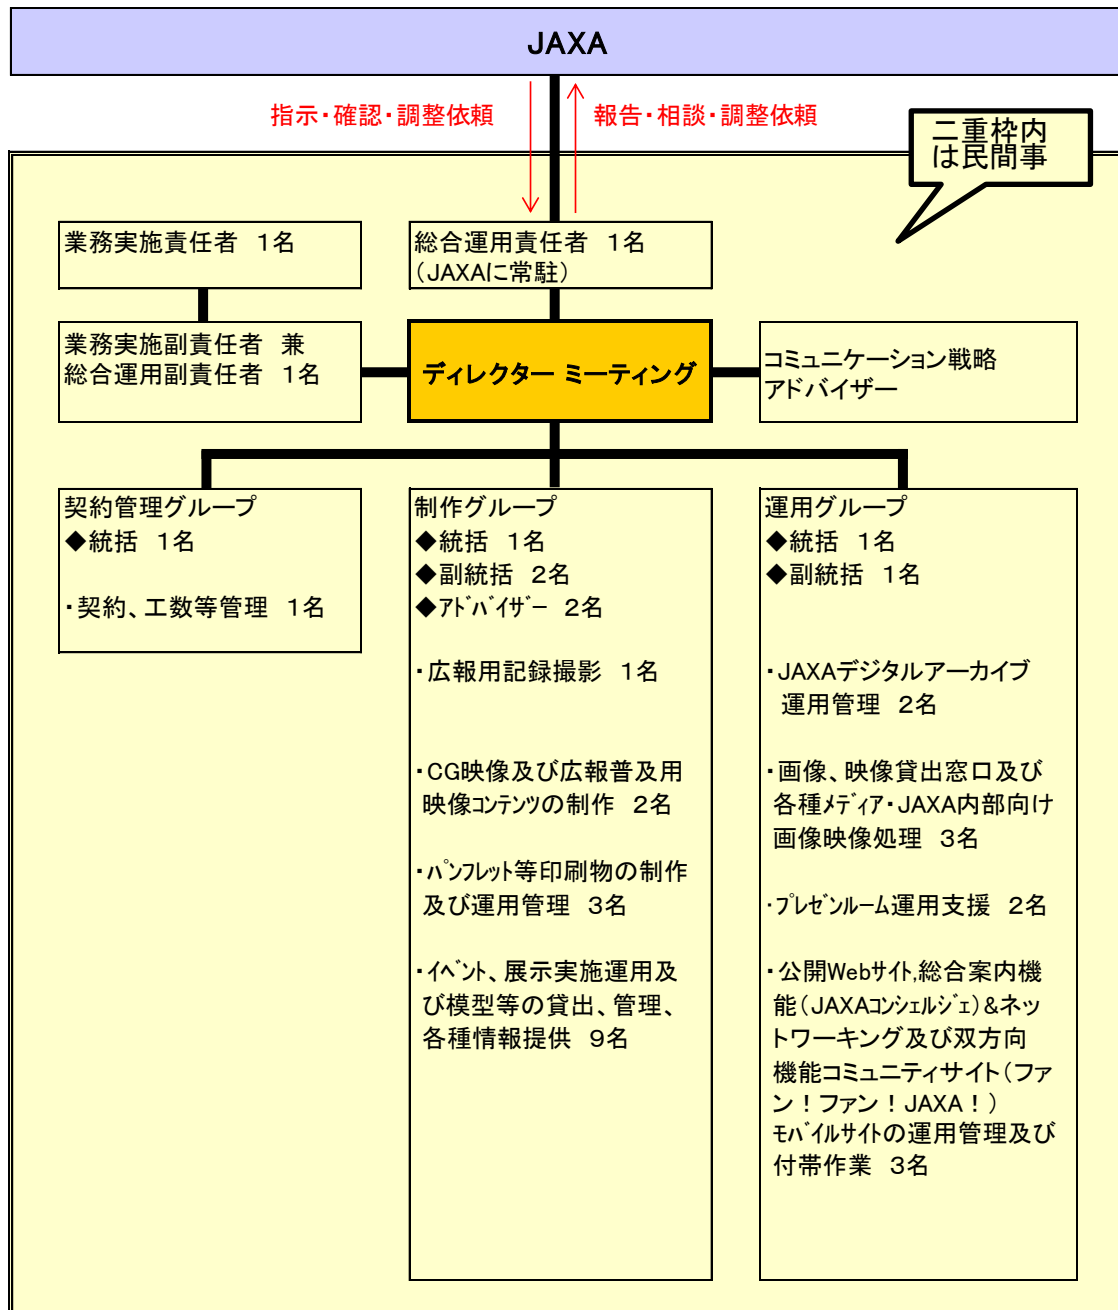 JAXA
指示・確認・調整依頼
報告・相談・調整依頼
二重枠内
は民間事
業務実施責任者　1名
総合運用責任者　1名
（JAXAに常駐）
業務実施副責任者　兼
総合運用副責任者　1名
ディレクター ミーティング
コミュニケーション戦略
アドバイザー
契約管理グループ
◆統括　1名
・契約、工数等管理　1名
制作グループ
◆統括　1名
◆副統括　2名
◆ｱﾄﾞﾊﾞｲｻﾞｰ　2名
・広報用記録撮影　1名
・CG映像及び広報普及用
映像ｺﾝﾃﾝﾂの制作　2名
・ﾊﾟﾝﾌﾚｯﾄ等印刷物の制作
及び運用管理　3名
・ｲﾍﾞﾝﾄ、展示実施運用及
び模型等の貸出、管理、
各種情報提供　9名
運用グループ
◆統括　1名
◆副統括　1名
・JAXAデジタルアーカイブ
運用管理　2名
・画像、映像貸出窓口及び
各種ﾒﾃﾞｨｱ・JAXA内部向け
画像映像処理　3名
・ﾌﾟﾚｾﾞﾝﾙｰﾑ運用支援　2名
・公開Webサイト,総合案内機
能（JAXAｺﾝｼｪﾙｼﾞｪ）&ネッ
トワーキング及び双方向
機能コミュニティサイト（ファ
ン！ファン！JAXA！）
ﾓﾊﾞｲﾙサイトの運用管理及び
付帯作業　3名